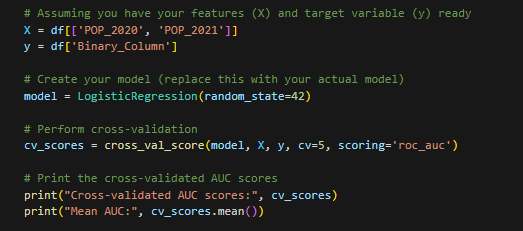 # Assuming you have your features (X) and target variable (y) ready
X = df[['POP_2020', 'POP_2021']]
y = df['Binary_Column']
# Create your model (replace this with your actual model)
model = LogisticRegression(random_state=42)
# Perform cross-validation
cv_scores = cross_val_score(model, X, y, cv=5, scoring='roc_auc')
# Print the cross-validated AUC scores
print("Cross-validated AUC scores:", cv_scores)
print("Mean AUC:", cv_scores.mean())